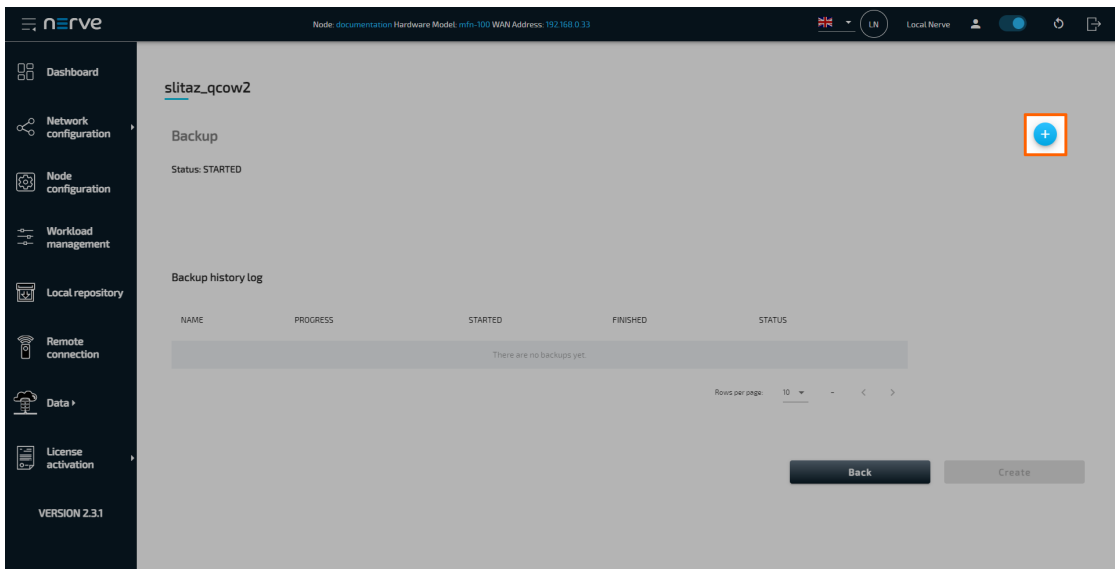 nerve
Node: documentation Hardware Model: mfn-100 WAN Address: 192.168.0.33
LN
Local Nerve
Dashboard
Network
configuration
Node
configuration
Workload
management
Local repository
Remote
connection
Data
License
activation
VERSION 2.3.1
slitaz_qcow2
Backup
Status: STARTED
Backup history log
NAME PROGRESS STARTED FINISHED STATUS
There are no backups yet.
Rows per page: 10 -
Back Create